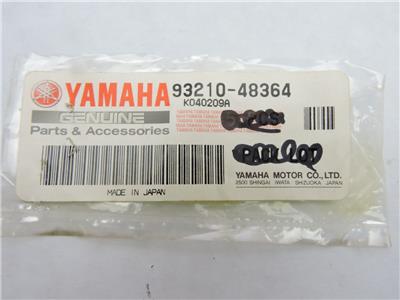 YAMAHA 93210-48364
K040209A
GENUINE
Parts & Accessories
MADE IN JAPAN
YAMAHA MOTOR CO., LTD.
2500 SHINGAI IWATA SHIZUOKA JAPAN